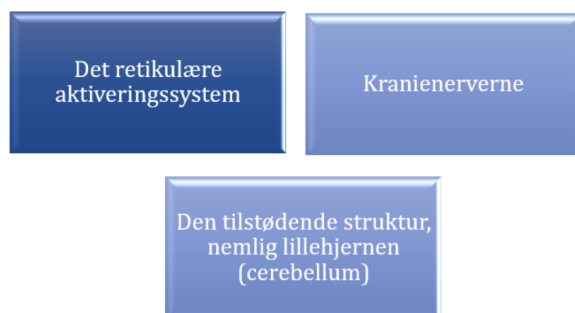 Det retikulære
aktiveringssystem
Kranienerverne
Den tilstødende struktur,
nemlig lillehjernen
(cerebellum)